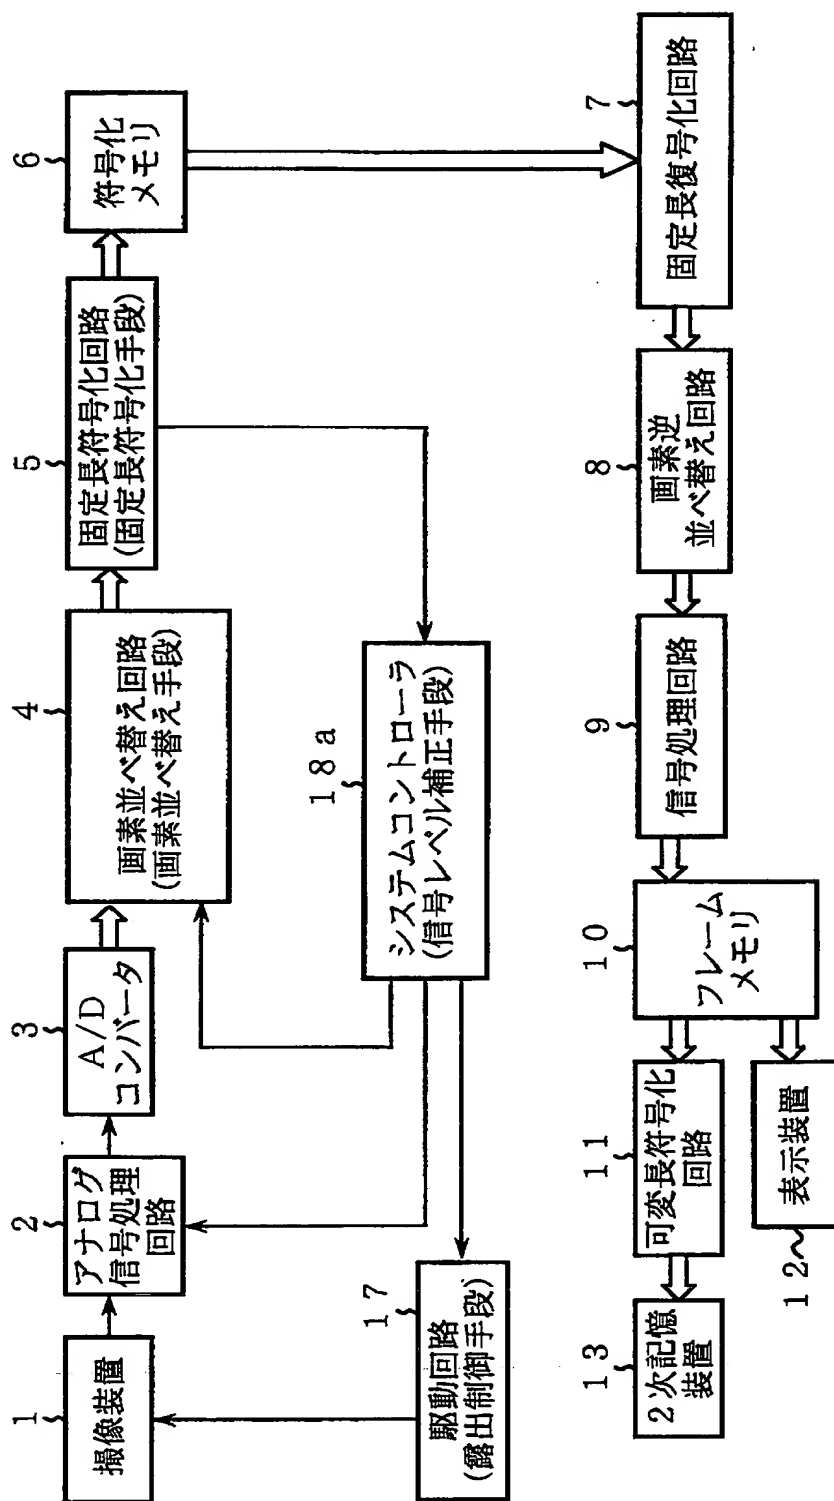 1
撮像装置
2
アナログ
信号処理
回路
3
A/D
コンバータ
4
画素並べ替え回路
(画素並べ替え手段)
5
固定長符号化回路
(固定長符号化手段)
6
符号化
メモリ
17
駆動回路
(露出制御手段)
18a
システムコントローラ
(信号レベル補正手段)
13
2次記憶
装置
11
可変長符号化
回路
12
表示装置
10
フレーム
メモリ
9
信号処理回路
8
画素逆
並べ替え回路
7
固定長復号化回路